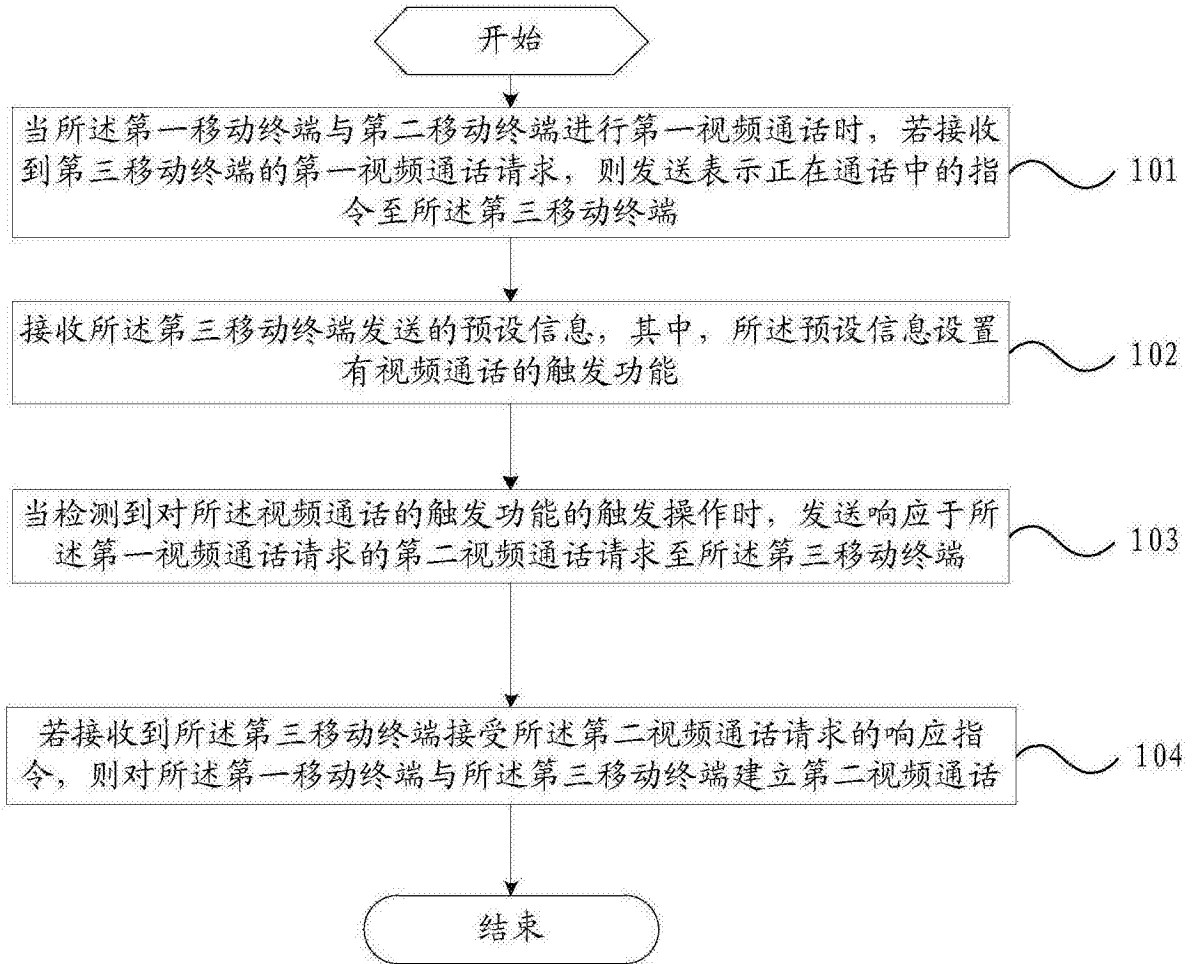 开始
当所述第一移动终端与第二移动终端进行第一视频通话时，若接收
到第三移动终端的第一视频通话请求，则发送表示正在通话中的指
令至所述第三移动终端
101
接收所述第三移动终端发送的预设信息，其中，所述预设信息设置
有视频通话的触发功能
102
当检测到对所述视频通话的触发功能的触发操作时，发送响应于所
述第一视频通话请求的第二视频通话请求至所述第三移动终端
103
若接收到所述第三移动终端接受所述第二视频通话请求的响应指
令，则对所述第一移动终端与所述第三移动终端建立第二视频通话
104
结束